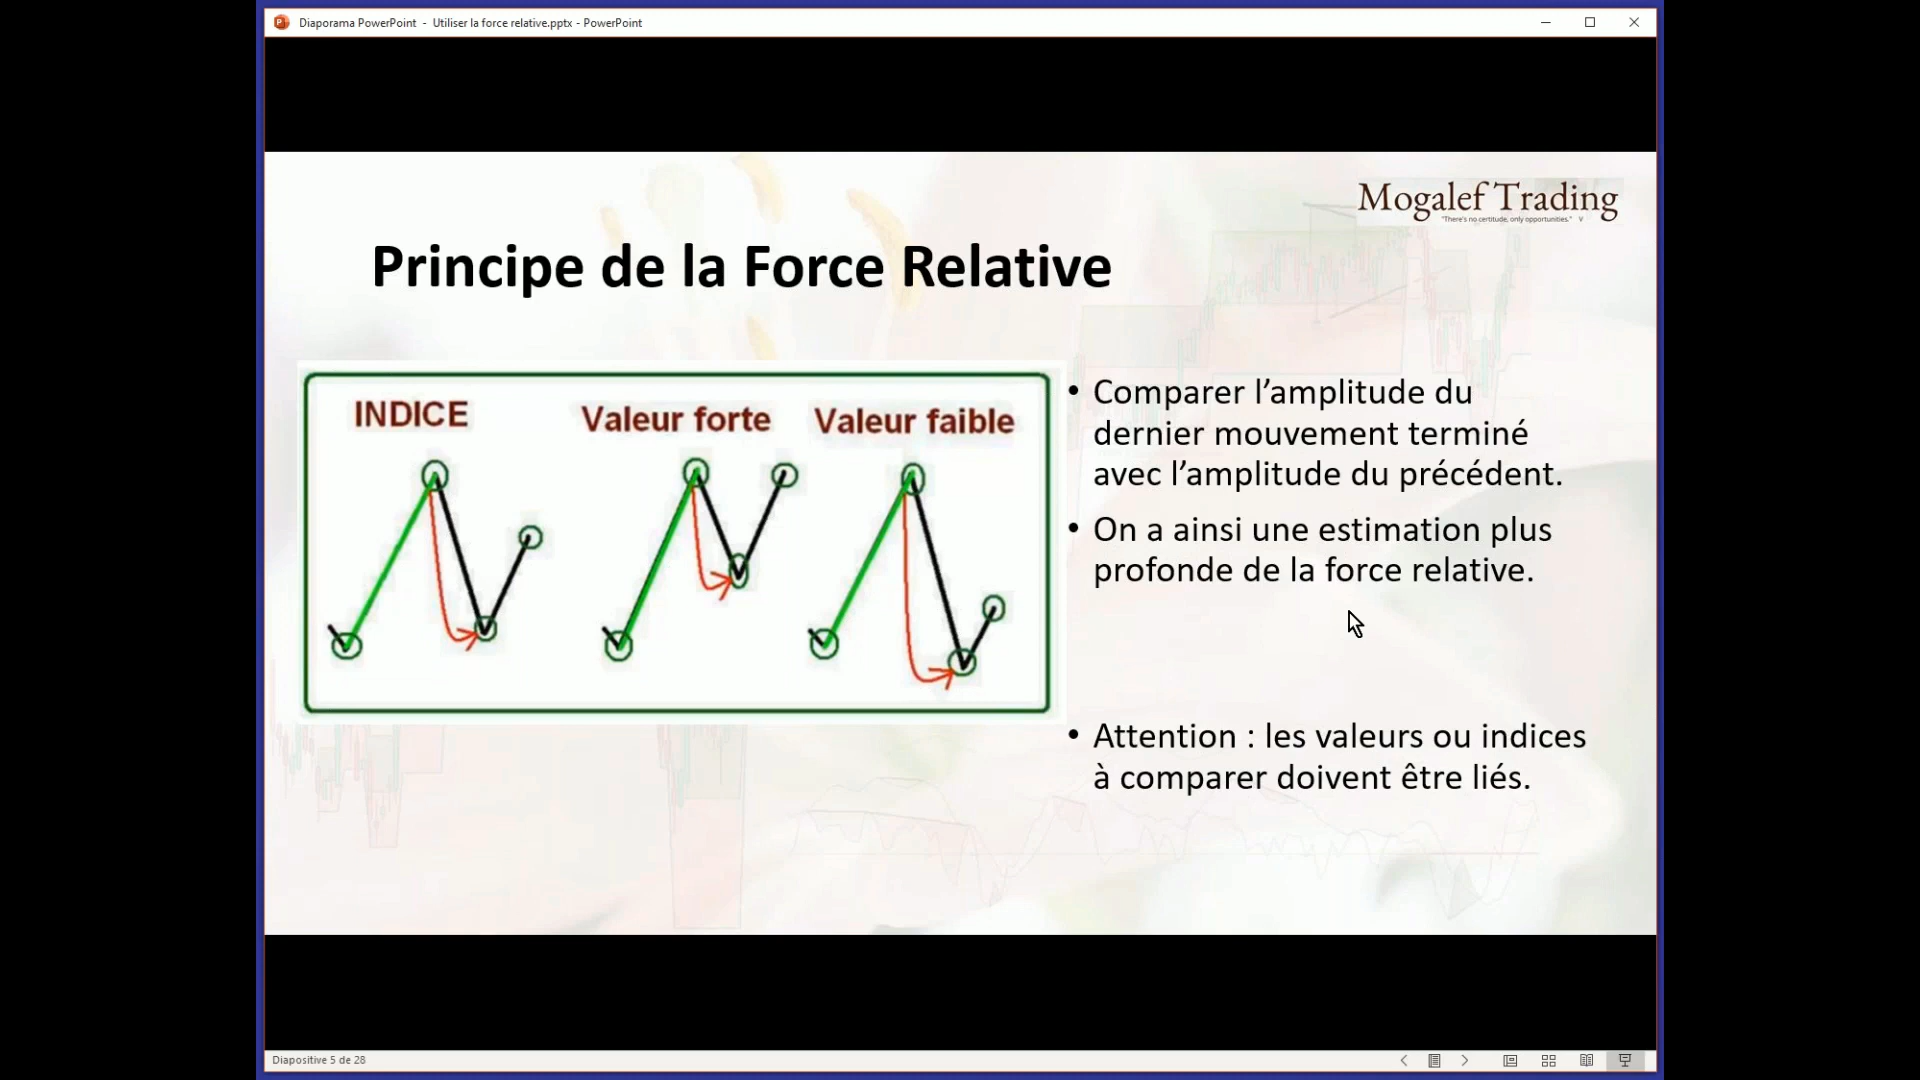 Diaporama PowerPoint - Utiliser la force relative.pptx - PowerPoint
Mogalef Trading
"There's no certitude, only opportunities." V
Principe de la Force Relative
INDICE
Valeur forte
Valeur faible
• Comparer l’amplitude du
dernier mouvement terminé
avec l’amplitude du précédent.
• On a ainsi une estimation plus
profonde de la force relative.
• Attention : les valeurs ou indices
à comparer doivent être liés.
Diapositive 5 de 28